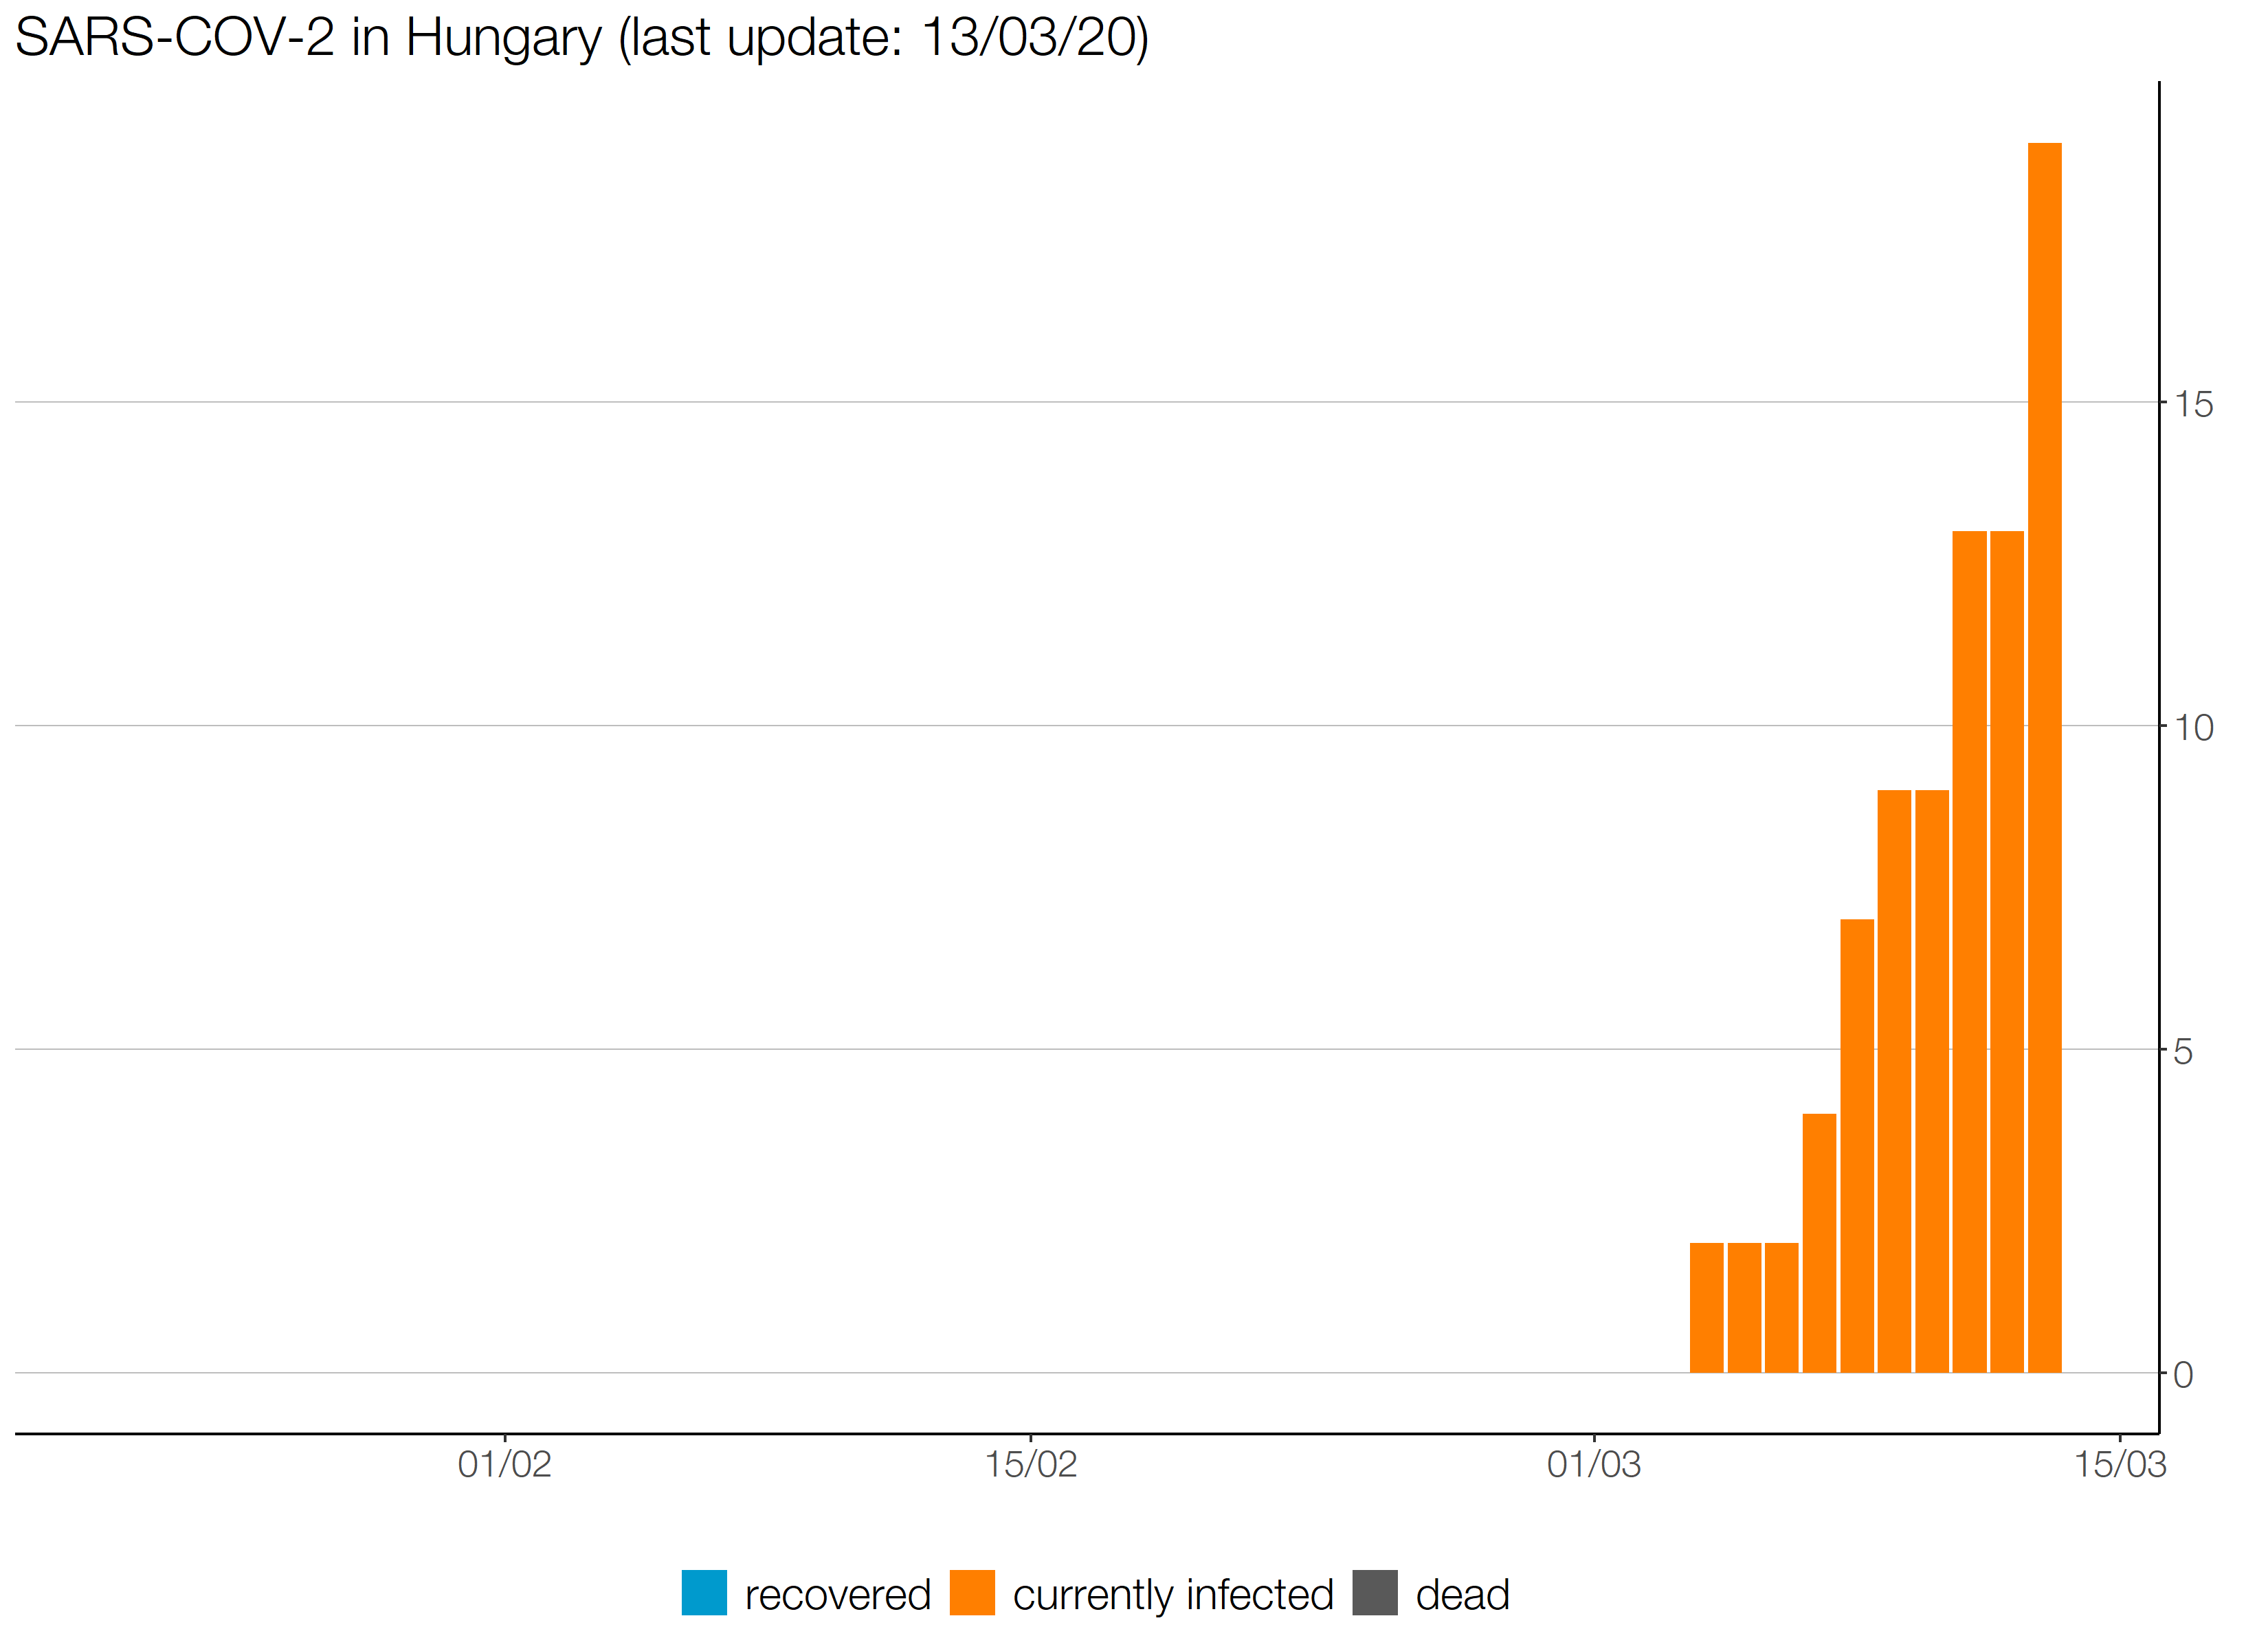 SARS-COV-2 in Hungary (last update: 13/03/20)
15
10
5
0
01/02 15/02 01/03 15/03
recovered currently infected dead